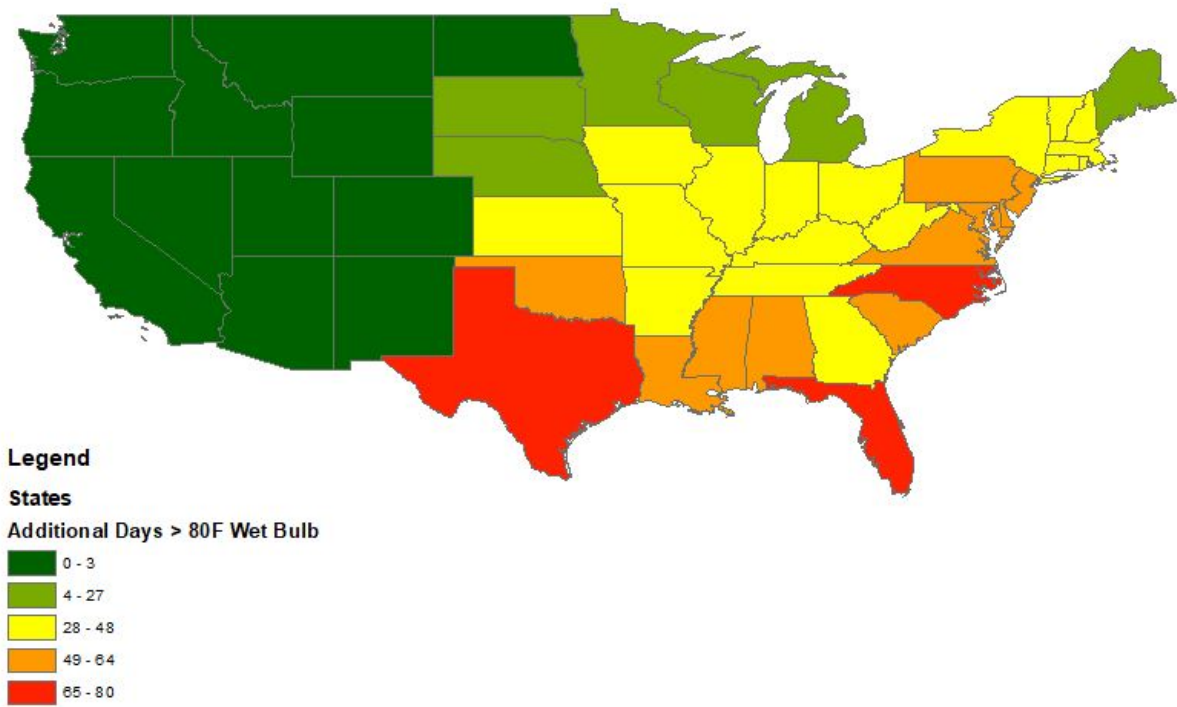 Legend
States
Additional Days > 80F Wet Bulb
0 - 3
4 - 27
28 - 48
49 - 64
65 - 80